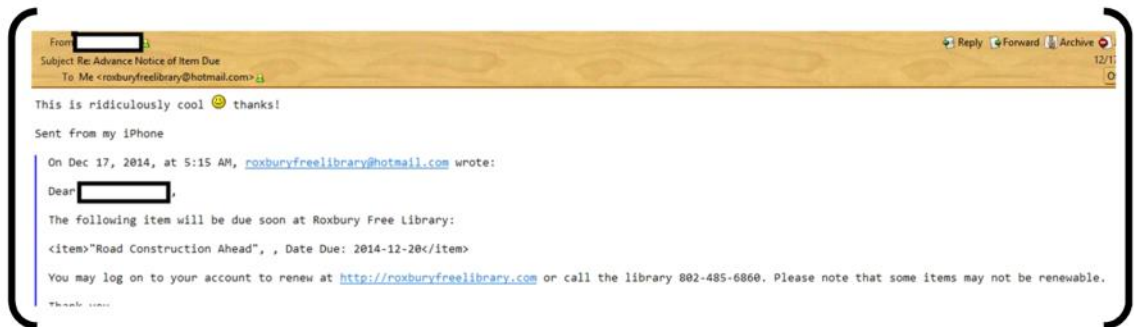 From
Reply Forward Archive
Subject Re: Advance Notice of Item Due
12/17
To Me <roxburyfreelibrary@hotmail.com>
This is ridiculously cool thanks!
Sent from my iPhone
On Dec 17, 2014, at 5:15 AM, roxburyfreelibrary@hotmail.com wrote:
Dear ,
The following item will be due soon at Roxbury Free Library:
<item>"Road Construction Ahead", , Date Due: 2014-12-20</item>
You may log on to your account to renew at http://roxburyfreelibrary.com or call the library 802-485-6860. Please note that some items may not be renewable.
Thank you